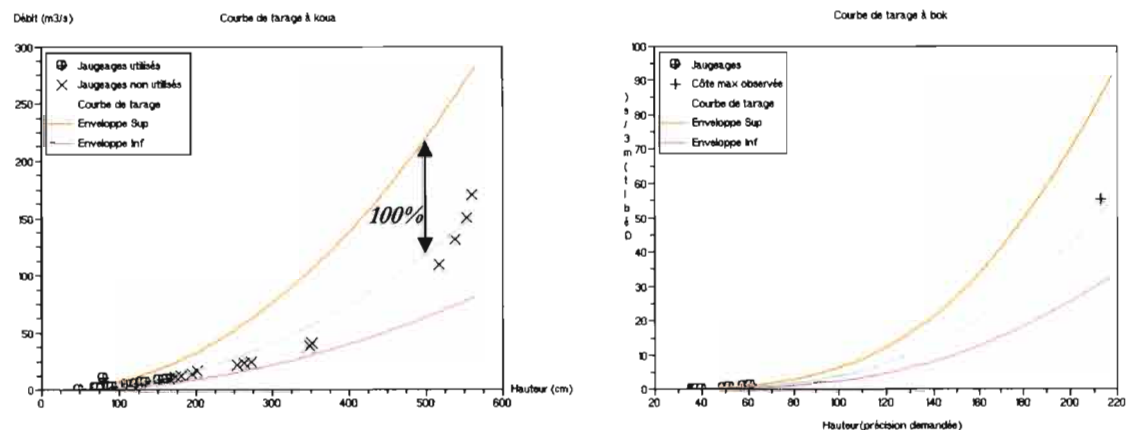 Débit (m3/s)
Courbe de tarage à koua
300
250
200
150
100
50
0
Jaugeages utilisés
Jaugeages non utilisés
Courbe de tarage
Enveloppe Sup
Enveloppe Inf
100%
Hauteur (cm)
0 100 200 300 400 500 600
Courbe de tarage à bok
100
90
80
70
60
50
40
30
20
10
0
Débit (m3/s)
Jaugeages
Côte max observée
Courbe de tarage
Enveloppe Sup
Enveloppe Inf
20 40 60 80 100 120 140 160 180 200 220
Hauteur(précision demandée)